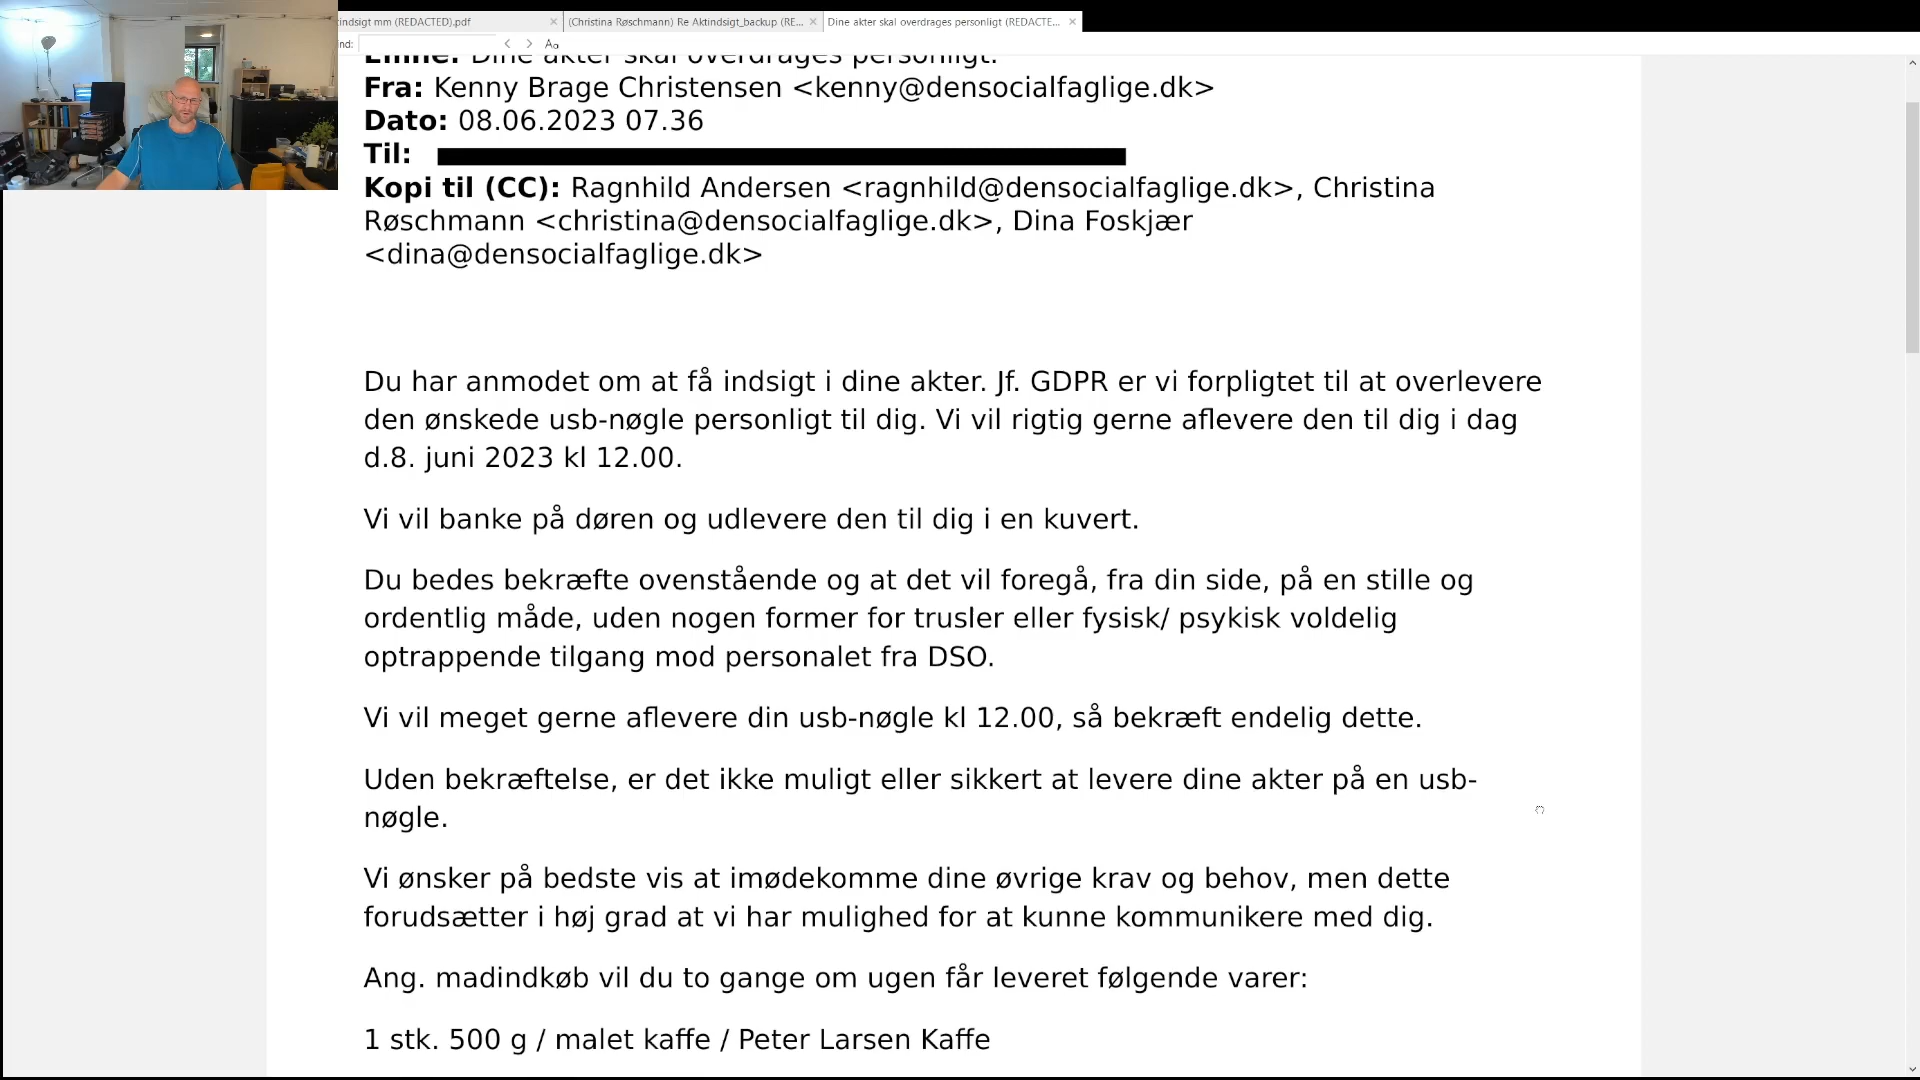 indsigt mm (REDACTED).pdf
(Christina Røschmann) Re Aktindsigt_backup (RE...
Dine akter skal overdrages personligt (REDACTE...
Emne: Dine akter skal overdrages personligt.
Fra: Kenny Brage Christensen <kenny@densocialfaglige.dk>
Dato: 08.06.2023 07.36
Til:
Kopi til (CC): Ragnhild Andersen <ragnhild@densocialfaglige.dk>, Christina
Røschmann <christina@densocialfaglige.dk>, Dina Foskjær
<dina@densocialfaglige.dk>
Du har anmodet om at få indsigt i dine akter. Jf. GDPR er vi forpligtet til at overlevere
den ønskede usb-nøgle personligt til dig. Vi vil rigtig gerne aflevere den til dig i dag
d.8. juni 2023 kl 12.00.
Vi vil banke på døren og udlevere den til dig i en kuvert.
Du bedes bekræfte ovenstående og at det vil foregå, fra din side, på en stille og
ordentlig måde, uden nogen former for trusler eller fysisk/ psykisk voldelig
optrappende tilgang mod personalet fra DSO.
Vi vil meget gerne aflevere din usb-nøgle kl 12.00, så bekræft endelig dette.
Uden bekræftelse, er det ikke muligt eller sikkert at levere dine akter på en usb-
nøgle.
Vi ønsker på bedste vis at imødekomme dine øvrige krav og behov, men dette
forudsætter i høj grad at vi har mulighed for at kunne kommunikere med dig.
Ang. madindkøb vil du to gange om ugen får leveret følgende varer:
1 stk. 500 g / malet kaffe / Peter Larsen Kaffe